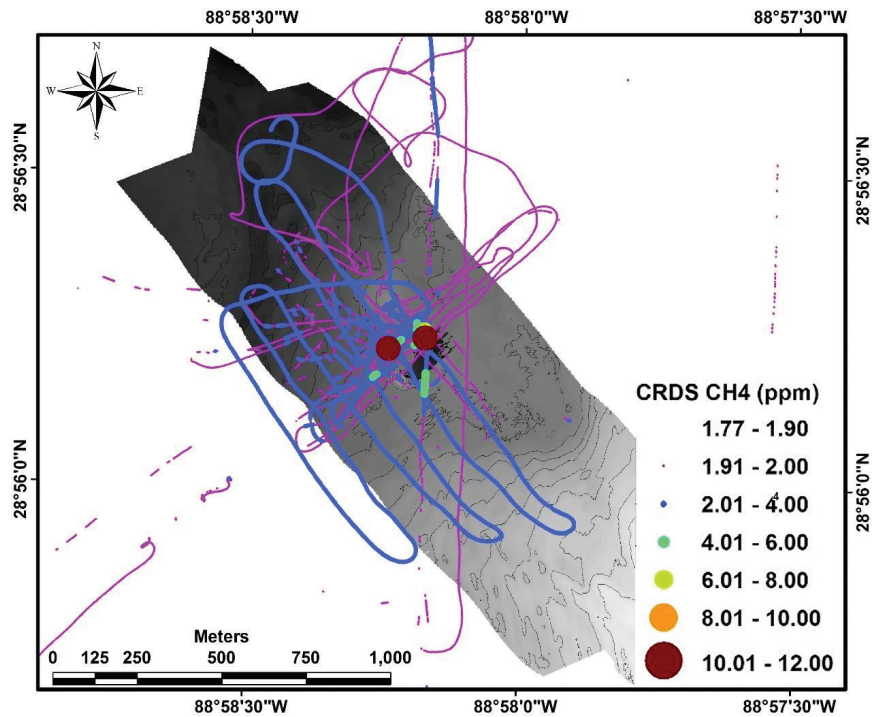 88°58'30"W 88°58'0"W 88°57'30"W
N
W E
S
28°56'30"N 28°56'30"N
CRDS CH4 (ppm)
1.77 - 1.90
1.91 - 2.00
2.01 - 4.00
4
4.01 - 6.00
28°56'0"N 28°56'0"N
6.01 - 8.00
8.01 - 10.00
10.01 - 12.00
Meters
0 125 250 500 750 1,000
88°58'30"W 88°58'0"W 88°57'30"W